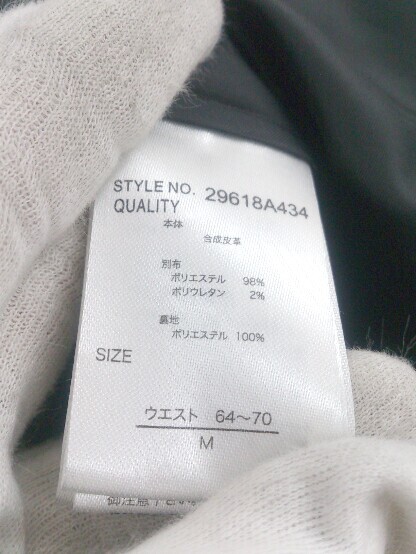 STYLE NO. 29618A434
QUALITY
本体
合成皮革
別布
ポリエステル 98%
ポリウレタン 2%
裏地
ポリエステル 100%
SIZE
ウエスト 64〜70
M